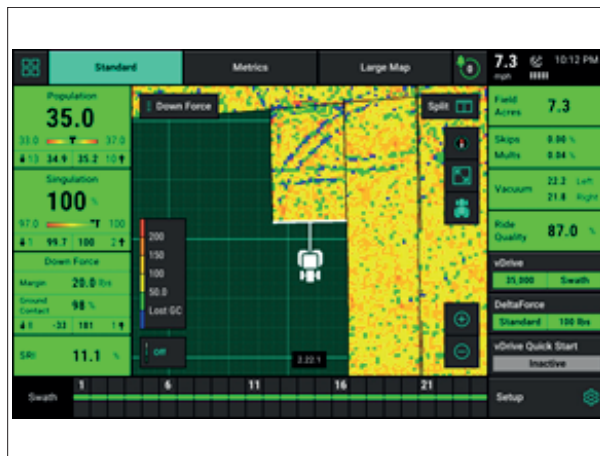 Standard
Metrics
Large Map
0
7.3
mph
10:12 PM
Population
35.0
33.0 37.0
13 34.9 35.2 10
Singulation
100 %
97.0 100
1 99.7 100 2
Down Force
Margin 20.0 lbs
Ground Contact 98 %
8 -33 181 1
SRI 11.1 %
Down Force
Split
200
150
100
50.0
Lost GC
Off
2.22.1
Field Acres 7.3
Skips 0.00 %
Mults 0.04 %
Vacuum 22.2 Left
21.8 Right
Ride Quality 87.0 %
vDrive
35,000 Swath
DeltaForce
Standard 100 lbs
vDrive Quick Start
Inactive
Swath 1 6 11 16 21
Setup